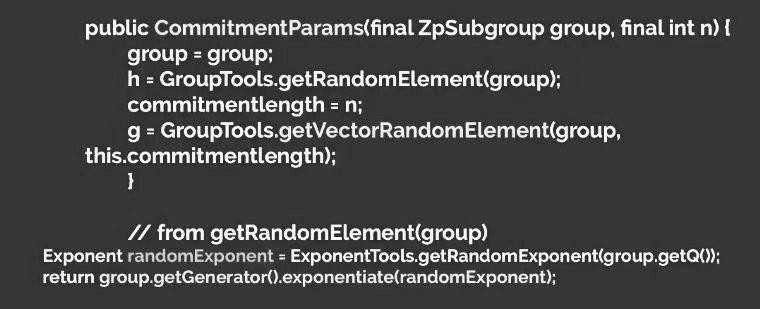 public CommitmentParams(final ZpSubgroup group, final int n) {
group = group;
h = GroupTools.getRandomElement(group);
commitmentlength = n;
g = GroupTools.getVectorRandomElement(group,
this.commitmentlength);
}
// from getRandomElement(group)
Exponent randomExponent = ExponentTools.getRandomExponent(group.getQ());
return group.getGenerator().exponentiate(randomExponent);